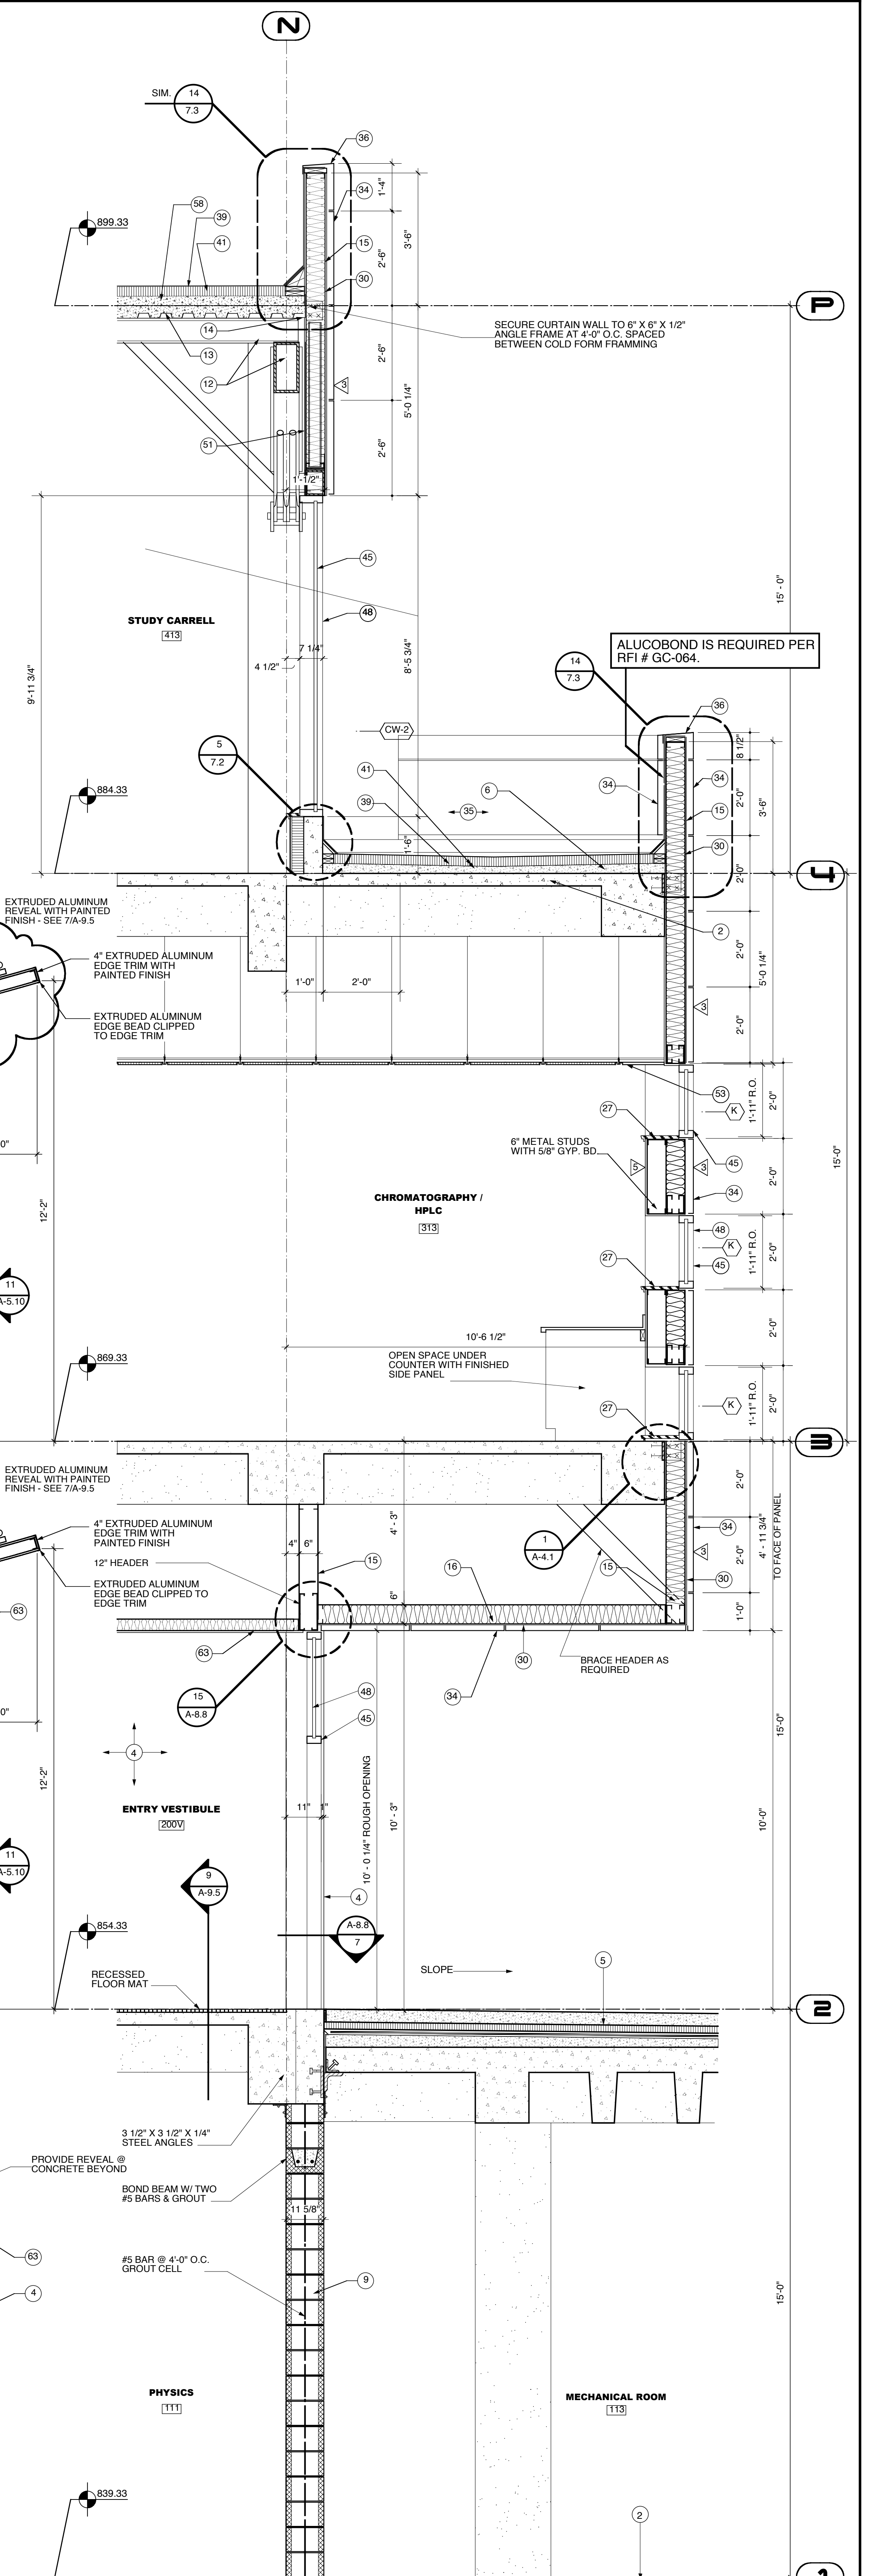 N
SIM.
14
7.3
36
1'-4"
34
58
39
41
899.33
3'-6"
15
2'-6"
30
P
14
SECURE CURTAIN WALL TO 6" X 6" X 1/2"
ANGLE FRAME AT 4'-0" O.C. SPACED
BETWEEN COLD FORM FRAMMING
13
12
2'-6"
3
5'-0 1/4"
51
2'-6"
1'-1/2"
45
15' - 0"
48
STUDY CARRELL
413
7 1/4"
4 1/2"
8'-5 3/4"
9'-11 3/4"
ALUCOBOND IS REQUIRED PER
RFI # GC-064.
14
7.3
36
CW-2
5
7.2
8 1/2"
41
6
34
34
884.33
39
35
2'-0"
15
3'-6"
1'-6"
30
2'-0"
4
EXTRUDED ALUMINUM
REVEAL WITH PAINTED
FINISH - SEE 7/A-9.5
2
4" EXTRUDED ALUMINUM
EDGE TRIM WITH
PAINTED FINISH
2'-0"
5'-0 1/4"
1'-0"
2'-0"
3
EXTRUDED ALUMINUM
EDGE BEAD CLIPPED
TO EDGE TRIM
2'-0"
53
27
1'-11" R.O.
2'-0"
K
0"
6" METAL STUDS
WITH 5/8" GYP. BD.
45
5
3
2'-0"
15'-0"
34
CHROMATOGRAPHY /
HPLC
313
12'-2"
48
K
1'-11" R.O.
2'-0"
45
27
11
A-5.10
10'-6 1/2"
2'-0"
869.33
OPEN SPACE UNDER
COUNTER WITH FINISHED
SIDE PANEL
K
1'-11" R.O.
2'-0"
27
3
EXTRUDED ALUMINUM
REVEAL WITH PAINTED
FINISH - SEE 7/A-9.5
2'-0"
4" EXTRUDED ALUMINUM
EDGE TRIM WITH
PAINTED FINISH
4' - 3"
34
4' - 11 3/4"
TO FACE OF PANEL
1
A-4.1
4"
6"
12" HEADER
15
16
15
3
2'-0"
30
EXTRUDED ALUMINUM
EDGE BEAD CLIPPED TO
EDGE TRIM
6"
1'-0"
63
63
30
BRACE HEADER AS
REQUIRED
15
A-8.8
48
34
45
0"
4
15'-0"
12'-2"
10' - 0 1/4" ROUGH OPENING
10' - 3"
ENTRY VESTIBULE
200V
11"
1"
10'-0"
11
A-5.10
9
A-9.5
4
854.33
A-8.8
7
RECESSED
FLOOR MAT
SLOPE
5
2
3 1/2" X 3 1/2" X 1/4"
STEEL ANGLES
PROVIDE REVEAL @
CONCRETE BEYOND
BOND BEAM W/ TWO
#5 BARS & GROUT
11 5/8"
63
#5 BAR @ 4'-0" O.C.
GROUT CELL
9
4
15'-0"
PHYSICS
111
MECHANICAL ROOM
113
839.33
2